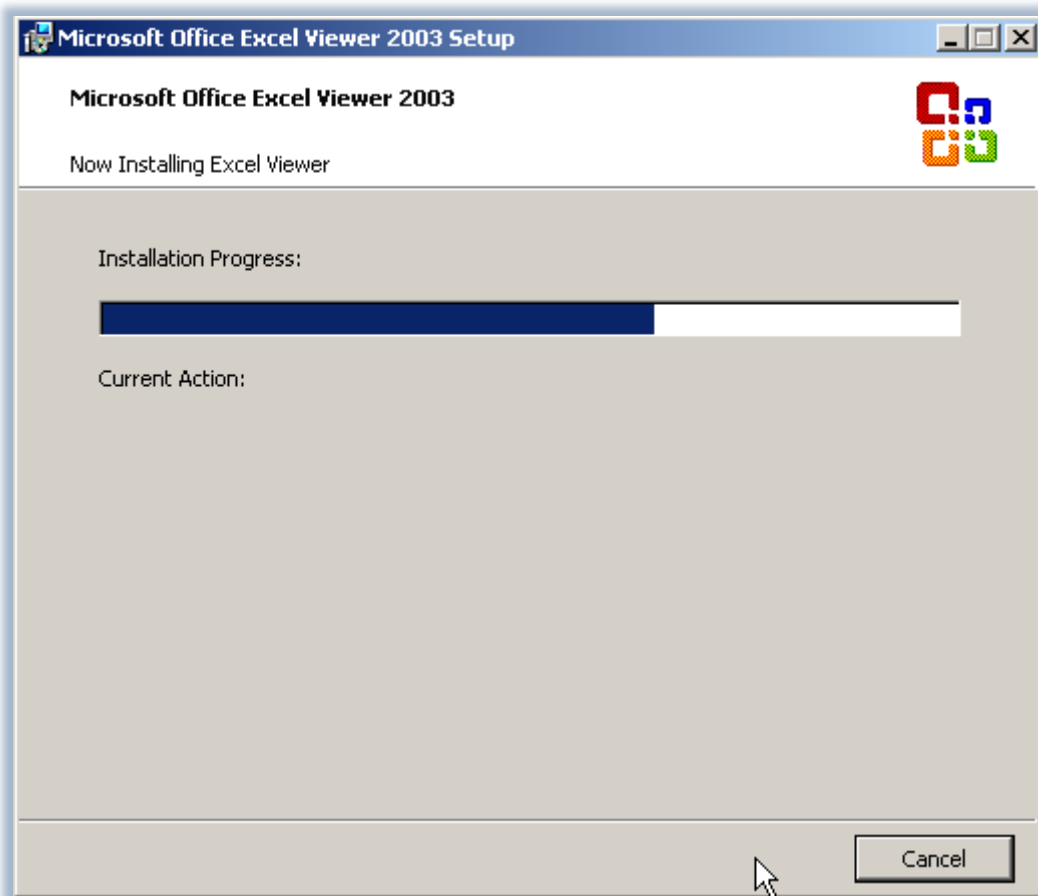 Microsoft Office Excel Viewer 2003 Setup
Microsoft Office Excel Viewer 2003
Now Installing Excel Viewer
Installation Progress:
Current Action:
Cancel